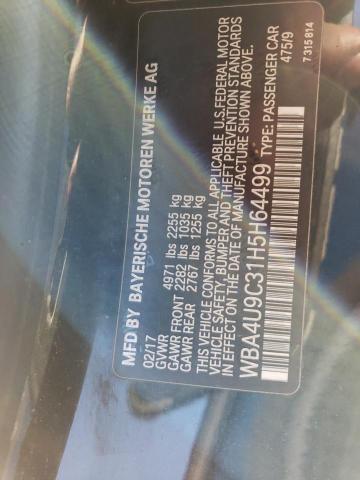 MFD BY BAYERISCHE MOTOREN WERKE AG
02/17
GVWR 4971 lbs 2255 kg
GAWR FRONT 2282 lbs 1035 kg
GAWR REAR 2767 lbs 1255 kg
THIS VEHICLE CONFORMS TO ALL APPLICABLE U.S.FEDERAL MOTOR
VEHICLE SAFETY, BUMPER, AND THEFT PREVENTION STANDARDS
IN EFFECT ON THE DATE OF MANUFACTURE SHOWN ABOVE.
WBA4U9C31H5H64499 TYPE: PASSENGER CAR
475/9
7 315 814